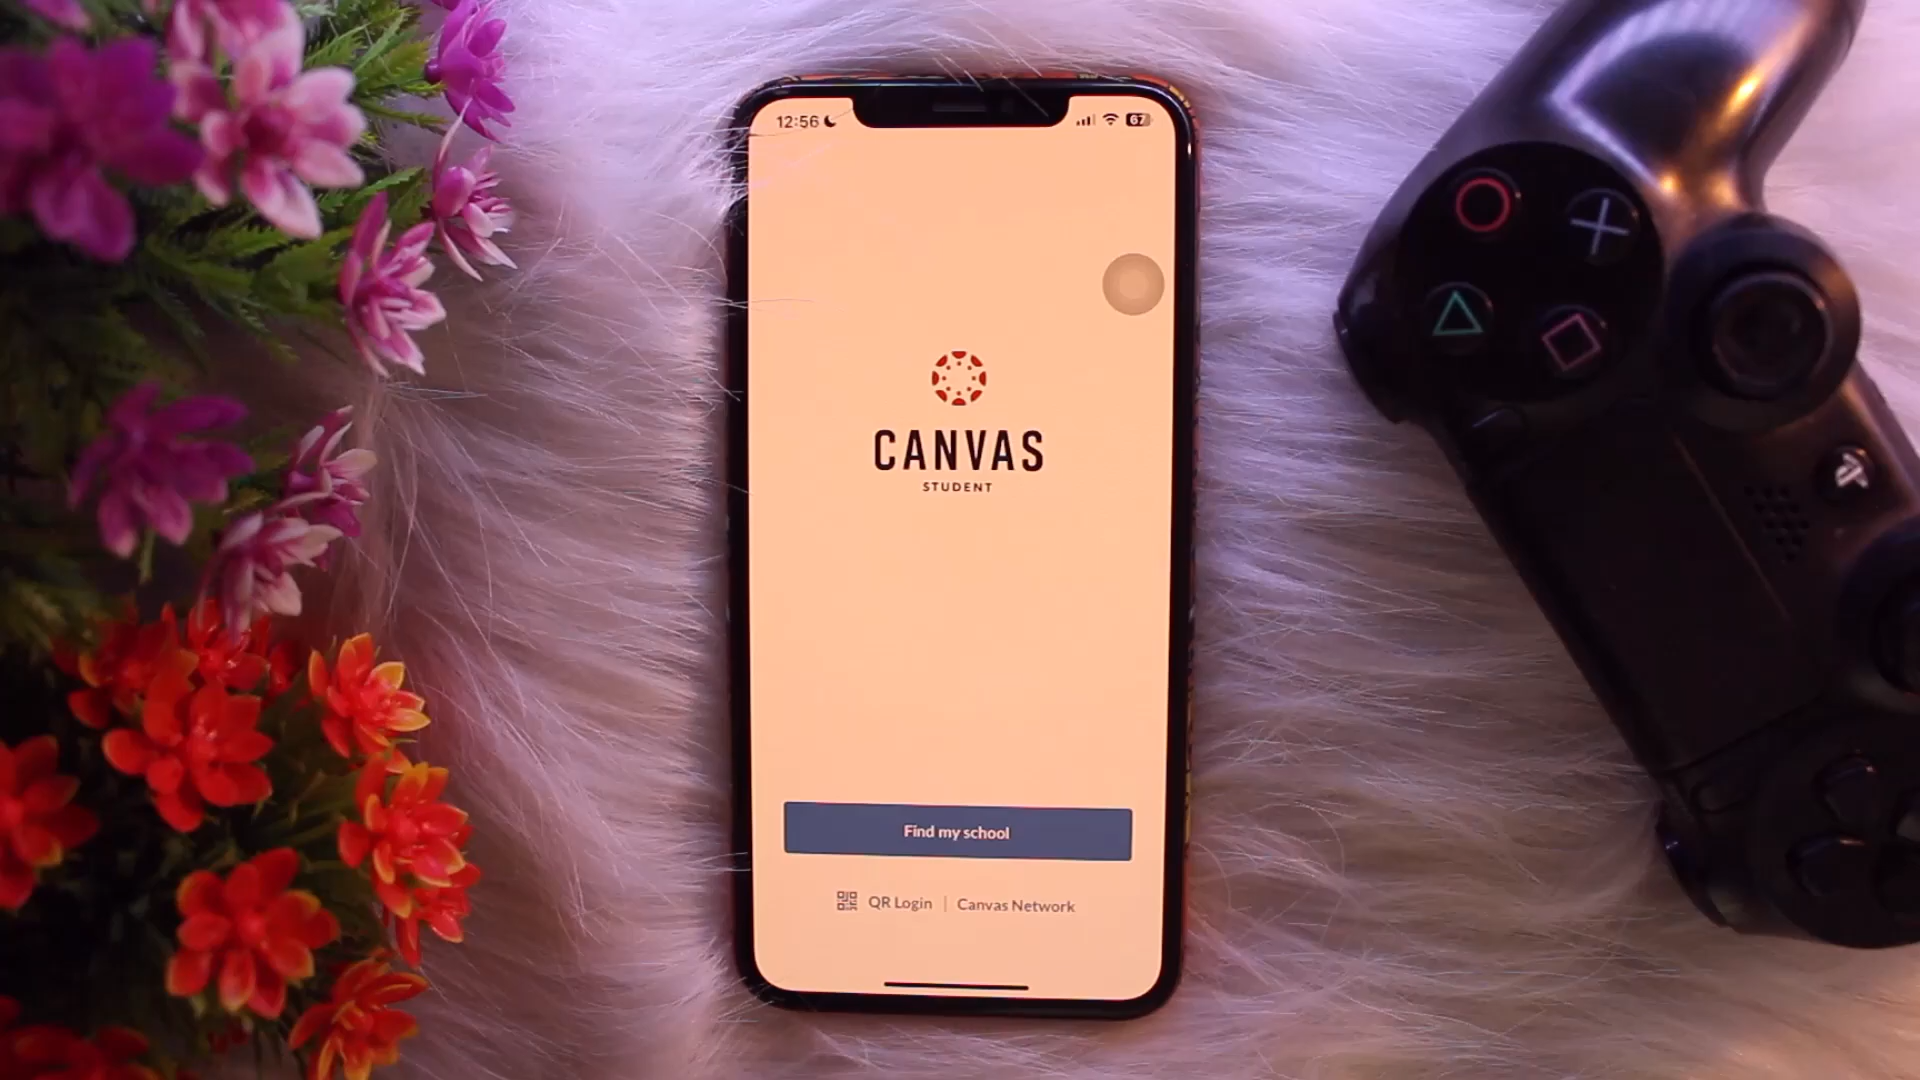 12:56
67
CANVAS
STUDENT
Find my school
QR Login | Canvas Network